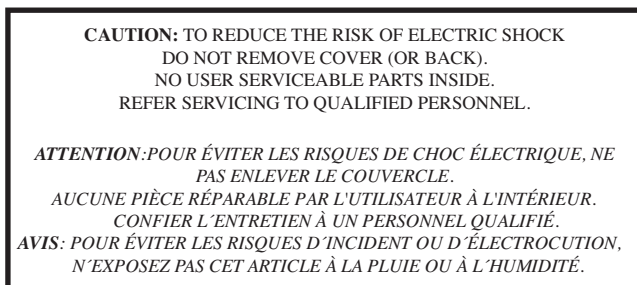 CAUTION: TO REDUCE THE RISK OF ELECTRIC SHOCK
DO NOT REMOVE COVER (OR BACK).
NO USER SERVICEABLE PARTS INSIDE.
REFER SERVICING TO QUALIFIED PERSONNEL.
ATTENTION:POUR ÉVITER LES RISQUES DE CHOC ÉLECTRIQUE, NE
PAS ENLEVER LE COUVERCLE.
AUCUNE PIÈCE RÉPARABLE PAR L'UTILISATEUR À L'INTÉRIEUR.
CONFIER L´ENTRETIEN À UN PERSONNEL QUALIFIÉ.
AVIS: POUR ÉVITER LES RISQUES D´INCIDENT OU D´ÉLECTROCUTION,
N´EXPOSEZ PAS CET ARTICLE À LA PLUIE OU À L´HUMIDITÉ.